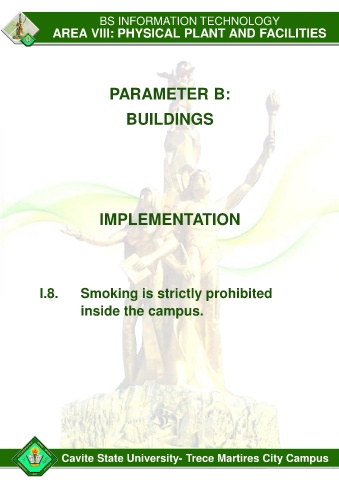 BS INFORMATION TECHNOLOGY
AREA VIII: PHYSICAL PLANT AND FACILITIES
PARAMETER B:
BUILDINGS
IMPLEMENTATION
I.8. Smoking is strictly prohibited
inside the campus.
Cavite State University- Trece Martires City Campus